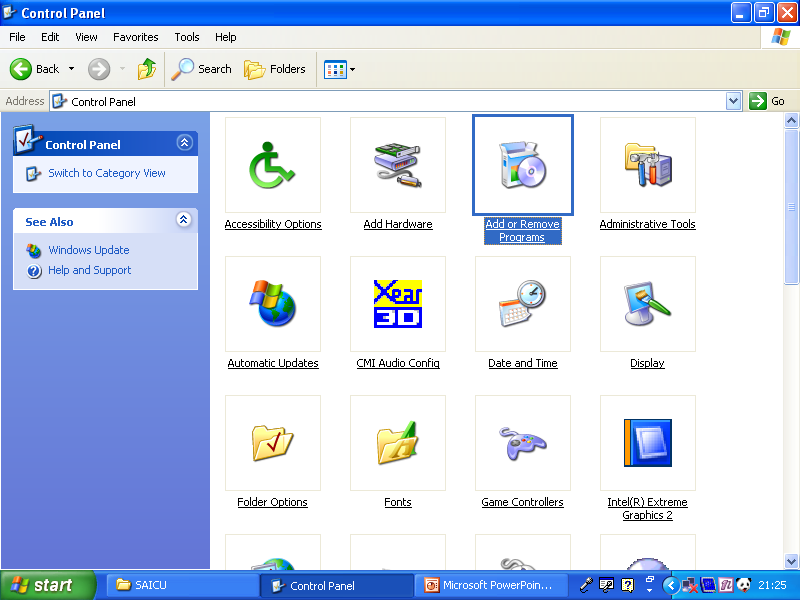 Control Panel
File Edit View Favorites Tools Help
Back Search Folders
Address Control Panel Go
Control Panel
Switch to Category View
See Also
Windows Update
Help and Support
Accessibility Options
Add Hardware
Add or Remove
Programs
Administrative Tools
Automatic Updates
Xear
3D
CMI Audio Config
Date and Time
Display
Folder Options
Fonts
Game Controllers
Intel(R) Extreme
Graphics 2
start SAICU Control Panel Microsoft PowerPoin... 21:25